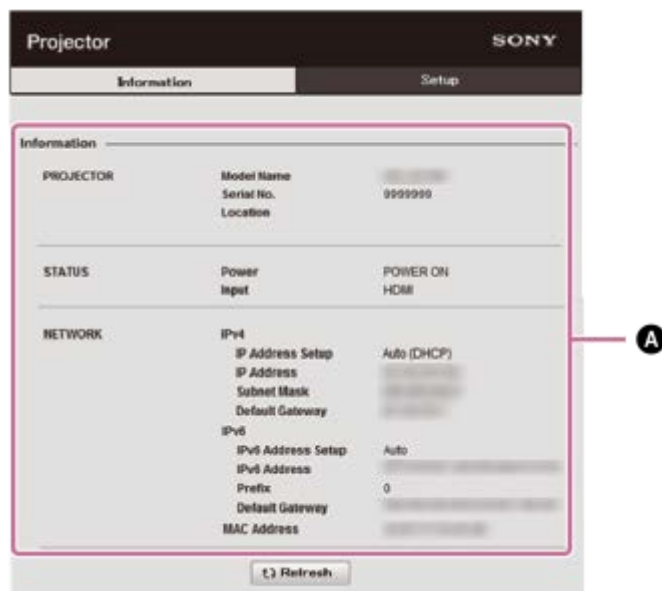 Projector SONY
Information Setup
Information
PROJECTOR Model Name
Serial No. 9999999
Location
STATUS Power POWER ON
Input HDMI
NETWORK IPv4
IP Address Setup Auto (DHCP)
IP Address
Subnet Mask
Default Gateway
IPv6
IPv6 Address Setup Auto
IPv6 Address
Prefix 0
Default Gateway
MAC Address
Refresh
A